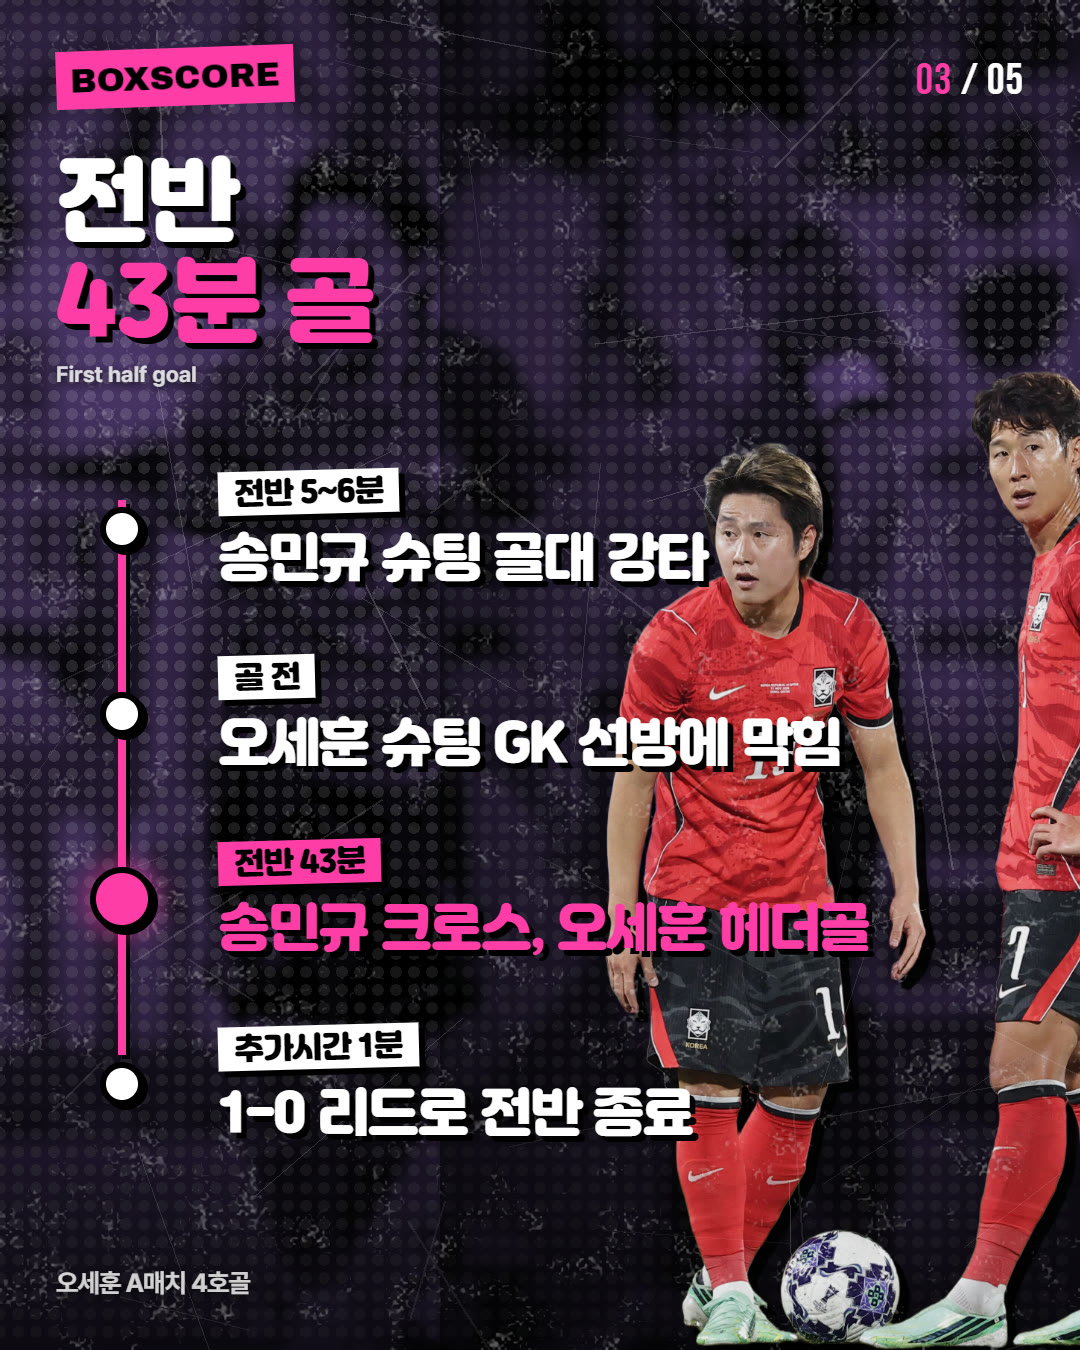 BOXSCORE
03 / 05
전반
43분 골
First half goal
전반 5~6분
송민규 슈팅 골대 강타
골 전
오세훈 슈팅 GK 선방에 막힘
전반 43분
송민규 크로스, 오세훈 헤더골
추가시간 1분
1-0 리드로 전반 종료
7
KOREA
오세훈 A매치 4호골